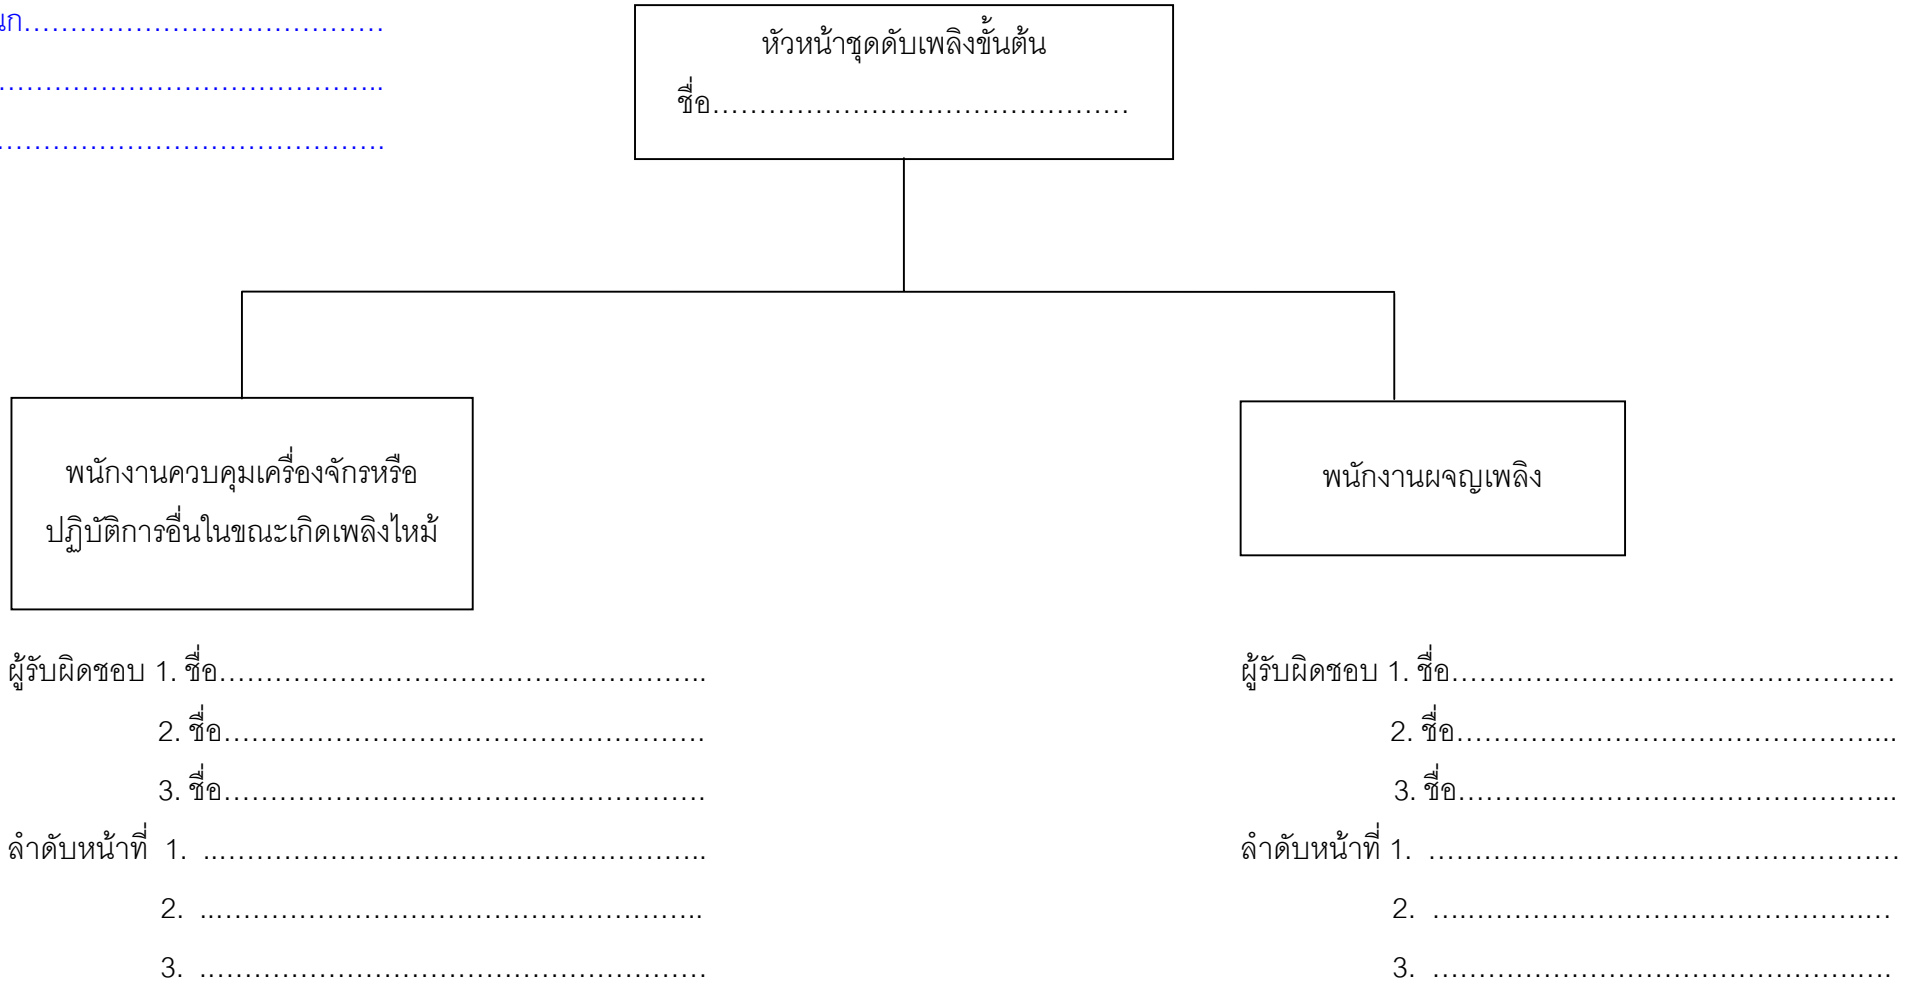 นก.......................................
..........................................
..........................................
หัวหน้าชุดดับเพลิงขั้นต้น
ชื่อ.............................................
พนักงานควบคุมเครื่องจักรหรือ
ปฏิบัติการอื่นในขณะเกิดเพลิงไหม้
พนักงานผจญเพลิง
ผู้รับผิดชอบ 1. ชื่อ.....................................................
2. ชื่อ....................................................
3. ชื่อ....................................................
ลำดับหน้าที่ 1. .....................................................
2. .....................................................
3. .....................................................
ผู้รับผิดชอบ 1. ชื่อ................................................
2. ชื่อ................................................
3. ชื่อ................................................
ลำดับหน้าที่ 1. ..................................................
2. ..................................................
3. ..................................................